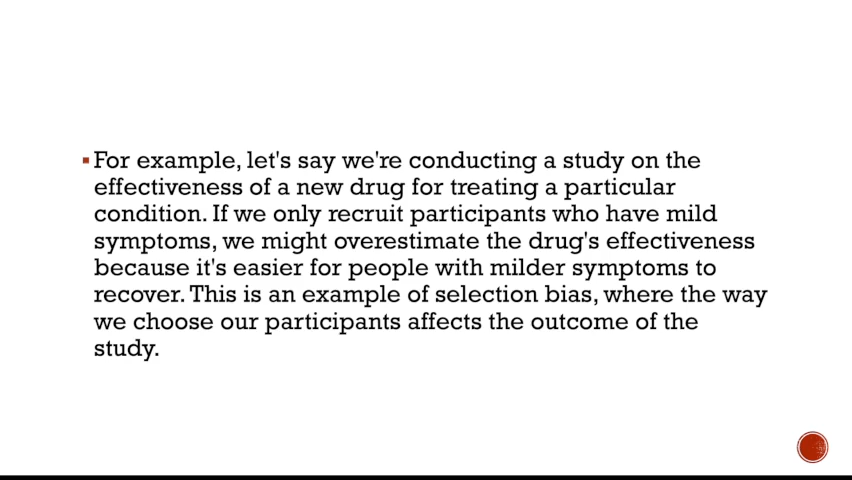 ▪For example, let's say we're conducting a study on the
effectiveness of a new drug for treating a particular
condition. If we only recruit participants who have mild
symptoms, we might overestimate the drug's effectiveness
because it's easier for people with milder symptoms to
recover. This is an example of selection bias, where the way
we choose our participants affects the outcome of the
study.